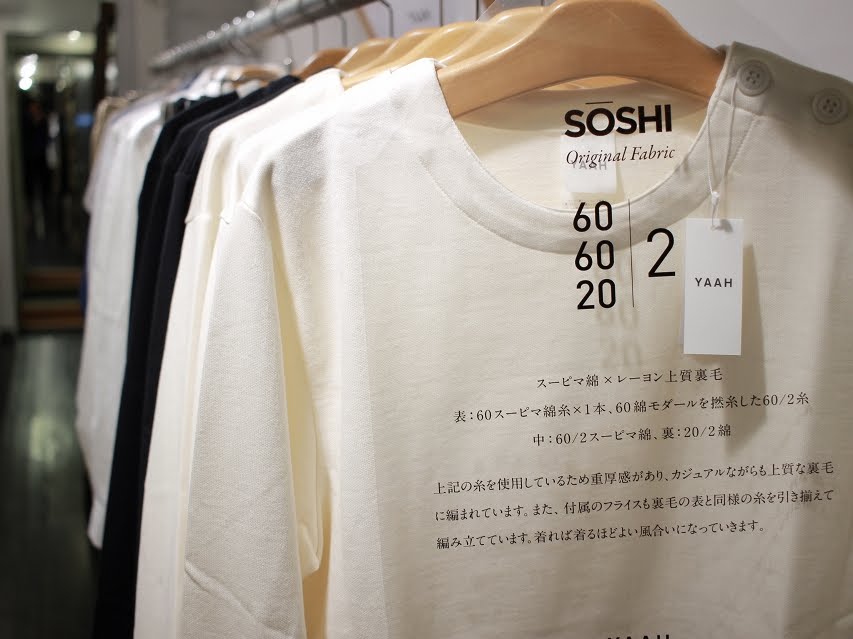 YAAH
SŌSHI
Original Fabric
YAAH
60
60
20
2
YAAH
スーピマ綿×レーヨン上質裏毛
表：60スーピマ綿糸×1本、60綿モダールを撚糸した60/2糸
中：60/2スーピマ綿、裏：20/2綿
上記の糸を使用しているため重厚感があり、カジュアルながらも上質な裏毛
に編まれています。また、付属のフライスも裏毛の表と同様の糸を引き揃えて
編み立てています。着れば着るほどよい風合いになっていきます。
YAAH